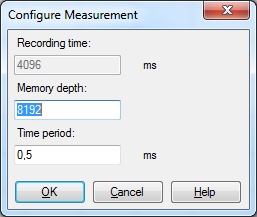 Configure Measurement
Recording time:
4096 ms
Memory depth:
8192
Time period:
0,5 ms
OK Cancel Help